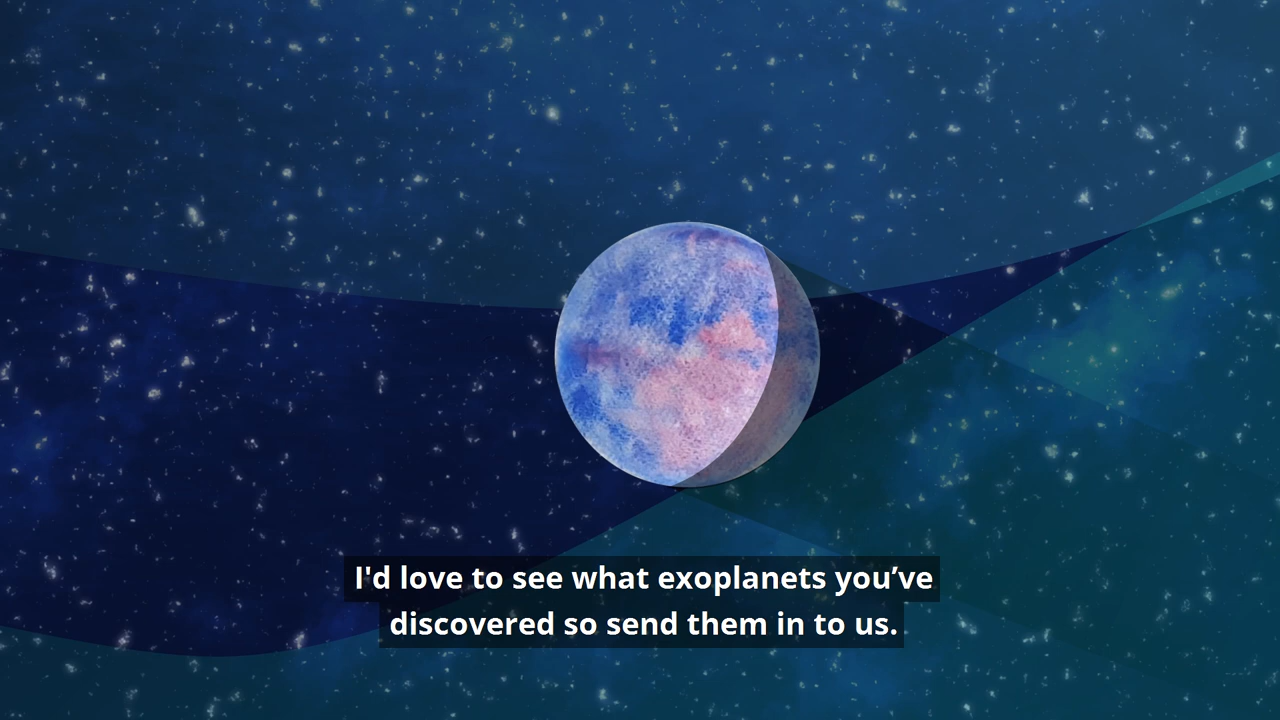 I'd love to see what exoplanets you’ve
discovered so send them in to us.